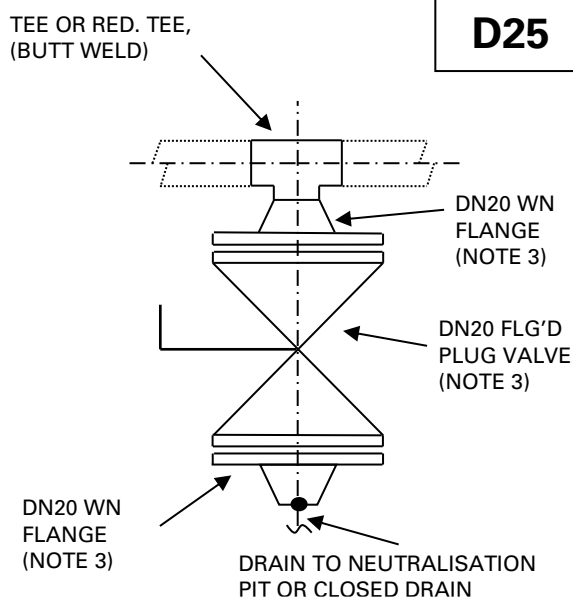 TEE OR RED. TEE,
(BUTT WELD)
D25
DN20 WN
FLANGE
(NOTE 3)
DN20 FLG'D
PLUG VALVE
(NOTE 3)
DN20 WN
FLANGE
(NOTE 3)
DRAIN TO NEUTRALISATION
PIT OR CLOSED DRAIN